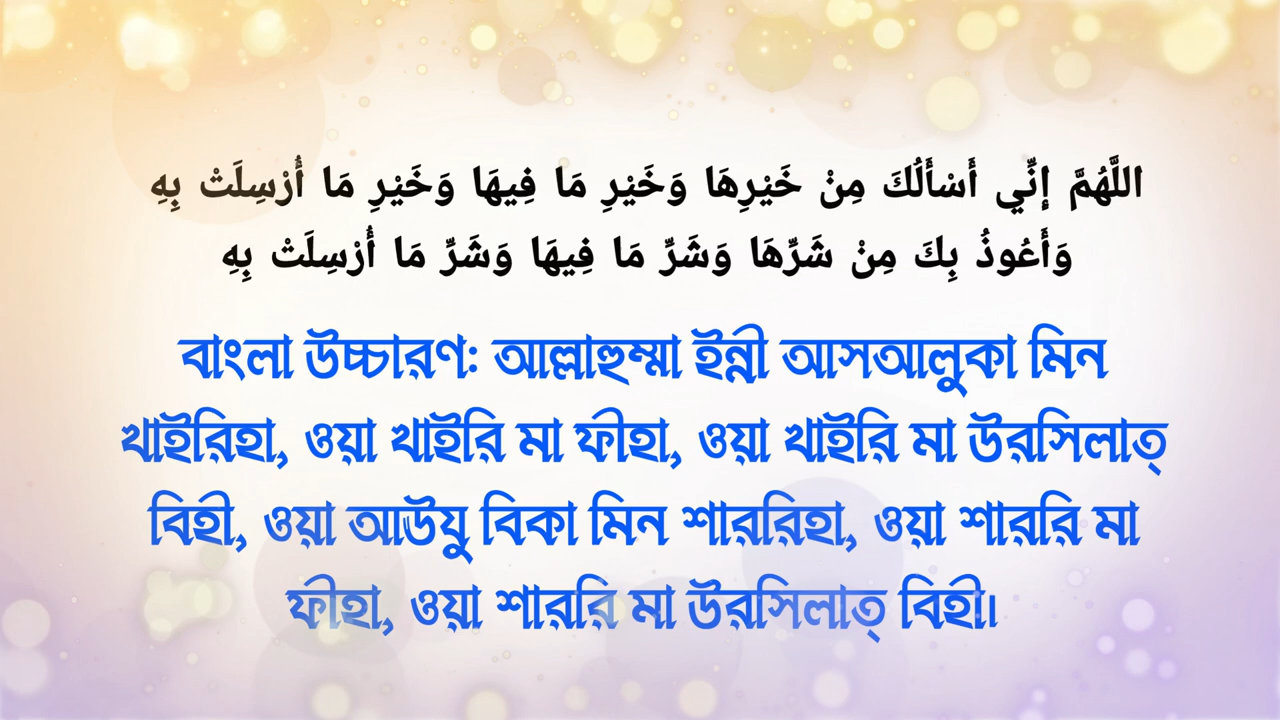 اللَّهُمَّ إنِّي أَسْأَلُكَ مِنْ خَيْرِهَا وَخَيْرِ مَا فِيهَا وَخَيْرِ مَا أُرْسِلَتْ بِهِ
وَأَعُوذُ بِكَ مِنْ شَرِّهَا وَشَرِّ مَا فِيهَا وَشَرِّ مَا أُرْسِلَتْ بِهِ
বাংলা উচ্চারণ: আল্লাহুম্মা ইন্নী আসআলুকা মিন
খাইরিহা, ওয়া খাইরি মা ফীহা, ওয়া খাইরি মা উরসিলাত্
বিহী, ওয়া আউযু বিকা মিন শাররিহা, ওয়া শাররি মা
ফীহা, ওয়া শাররি মা উরসিলাত্ বিহী।